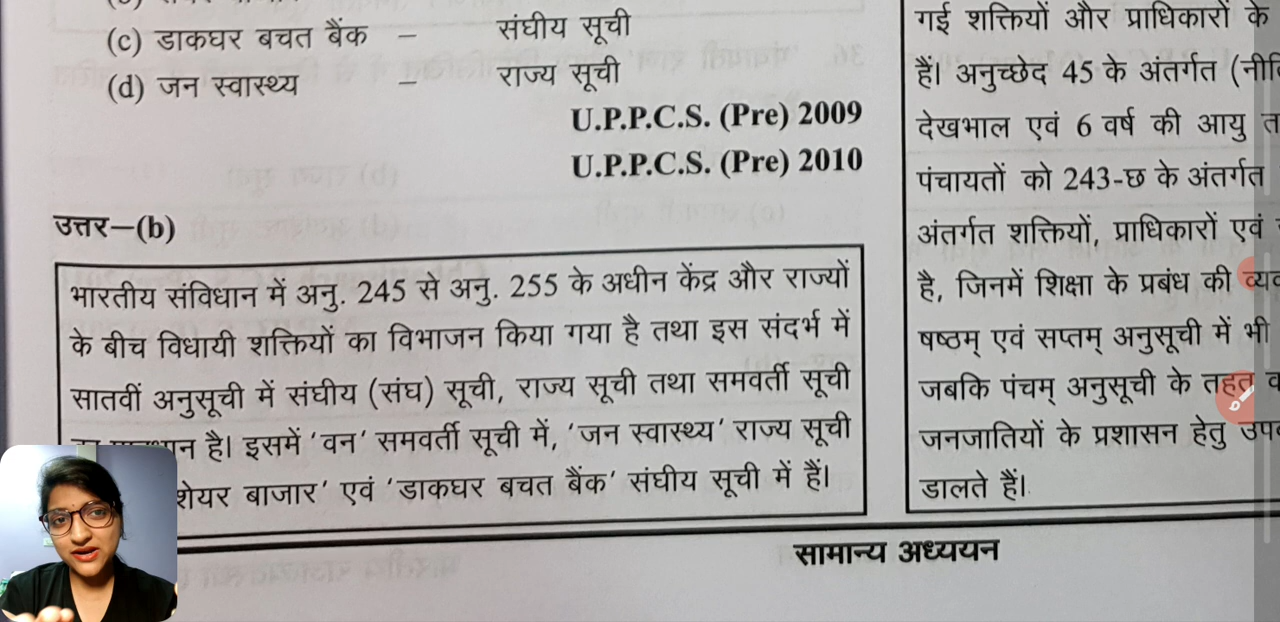 (c) डाकघर बचत बैंक – संघीय सूची
(d) जन स्वास्थ्य – राज्य सूची
U.P.P.C.S. (Pre) 2009
U.P.P.C.S. (Pre) 2010
उत्तर–(b)
भारतीय संविधान में अनु. 245 से अनु. 255 के अधीन केंद्र और राज्यों
के बीच विधायी शक्तियों का विभाजन किया गया है तथा इस संदर्भ में
सातवीं अनुसूची में संघीय (संघ) सूची, राज्य सूची तथा समवर्ती सूची
है। इसमें 'वन' समवर्ती सूची में, 'जन स्वास्थ्य' राज्य सूची
शेयर बाजार' एवं 'डाकघर बचत बैंक' संघीय सूची में हैं।
गई शक्तियों और प्राधिकारों के
हैं। अनुच्छेद 45 के अंतर्गत
देखभाल एवं 6 वर्ष की आयु
पंचायतों को 243-छ के अंतर्गत
अंतर्गत शक्तियों, प्राधिकारों एवं
है, जिनमें शिक्षा के प्रबंध की
षष्ठम् एवं सप्तम् अनुसूची में भी
जबकि पंचम् अनुसूची के तहत
जनजातियों के प्रशासन हेतु
डालते हैं।
सामान्य अध्ययन